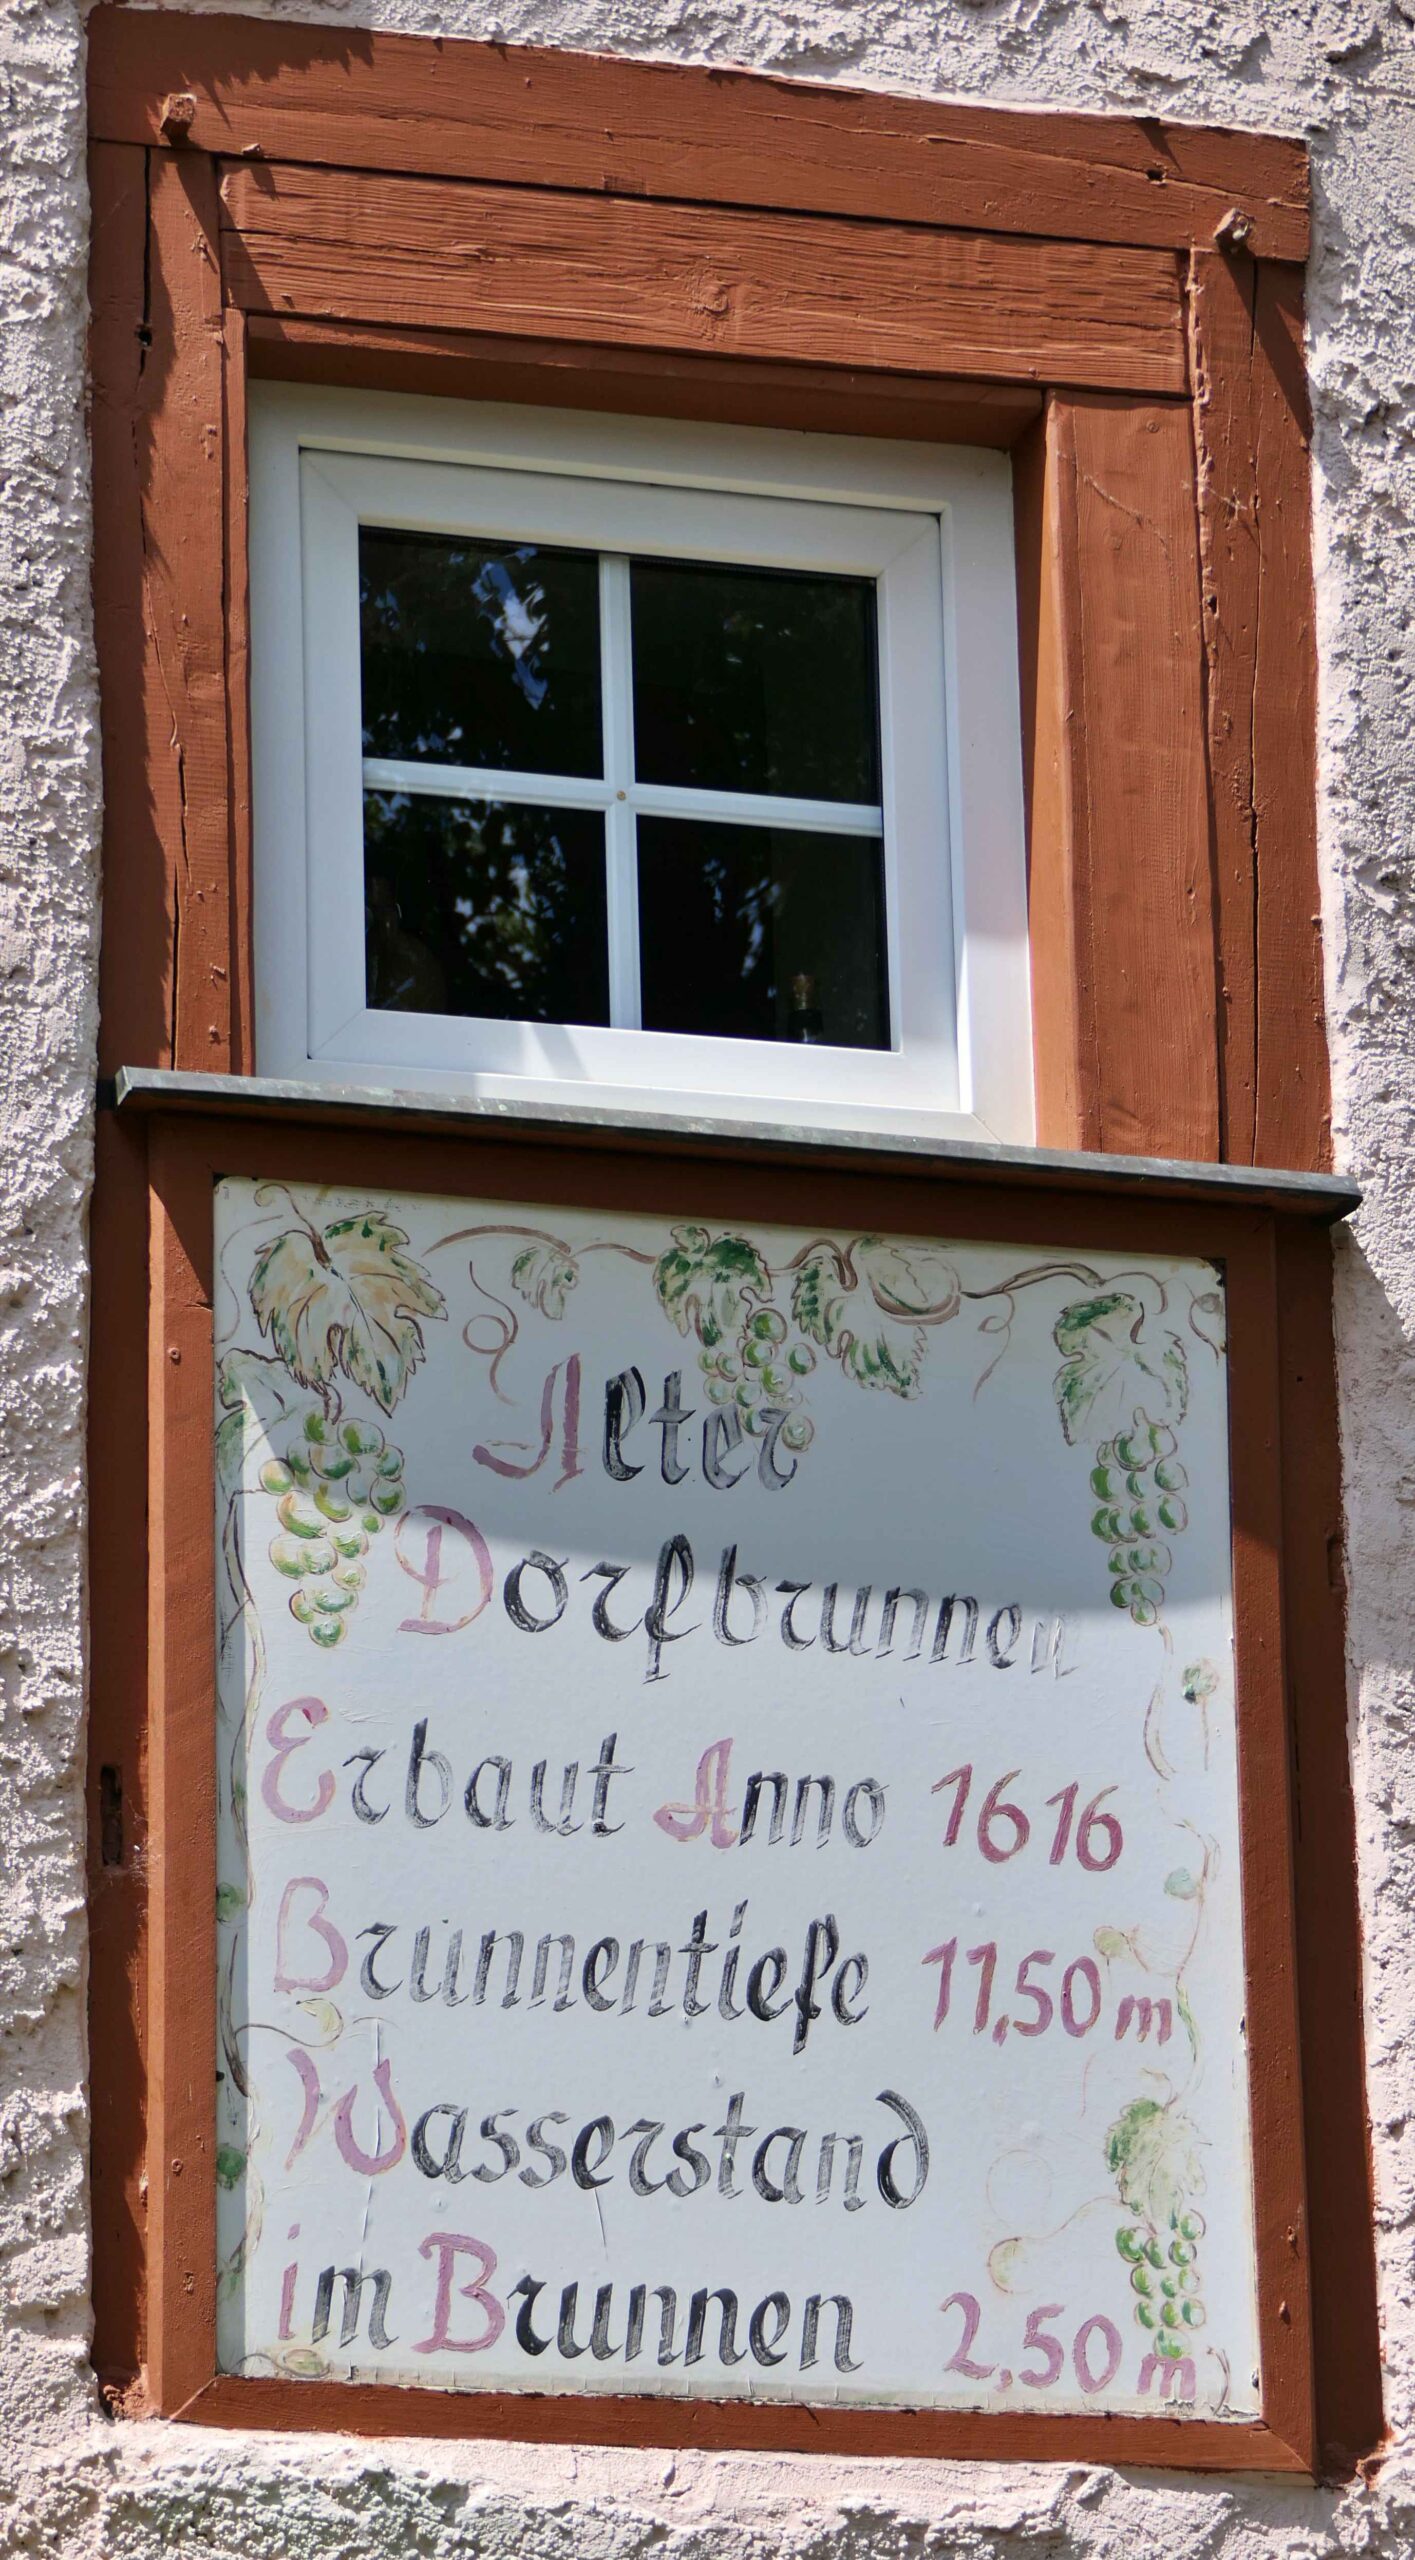 Alter
Dorfbrunnen
Erbaut Anno 1616
Brunnentiefe 11,50 m
Wasserstand
im Brunnen 2,50 m